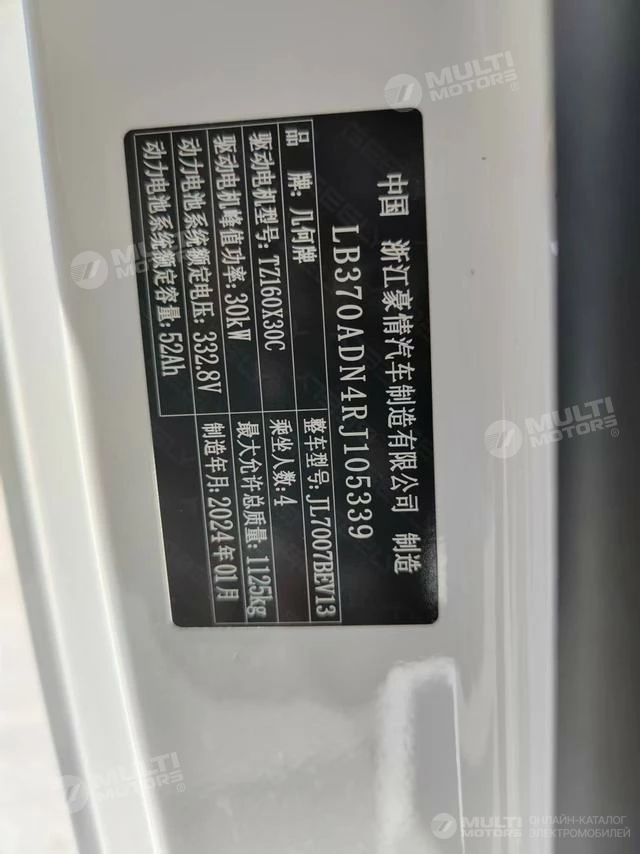 中国 浙江豪情汽车制造有限公司 制造
LB370ADN4RJ105339
品 牌: 几何牌 整车型号: JL7007BEV13
驱动电机型号: TZ160X30C 乘坐人数: 4
驱动电机峰值功率: 30kW 最大允许总质量: 1125kg
动力电池系统额定电压: 332.8V 制造年月: 2024年01月
动力电池系统额定容量: 52Ah
MULTI
MOTORS®
MULTI
MOTORS®
MULTI
MOTORS®
MULTI
MOTORS®
MULTI
MOTORS®
ОНЛАЙН-КАТАЛОГ
ЭЛЕКТРОМОБИЛЕЙ